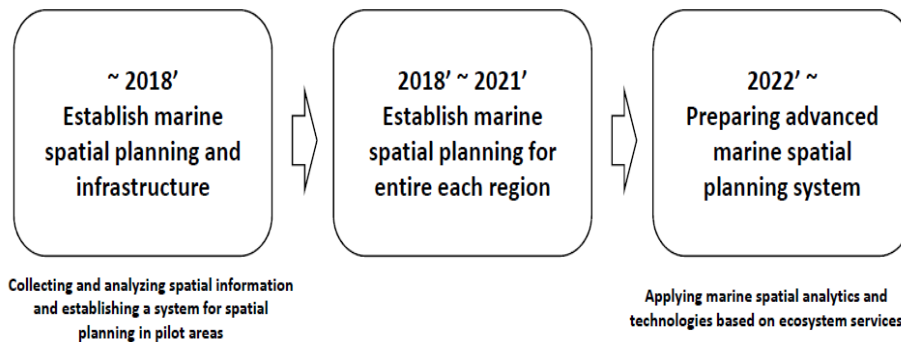 ~ 2018'
Establish marine
spatial planning and
infrastructure
2018' ~ 2021'
Establish marine
spatial planning for
entire each region
2022' ~
Preparing advanced
marine spatial
planning system
Collecting and analyzing spatial information
and establishing a system for spatial
planning in pilot areas
Applying marine spatial analytics and
technologies based on ecosystem services